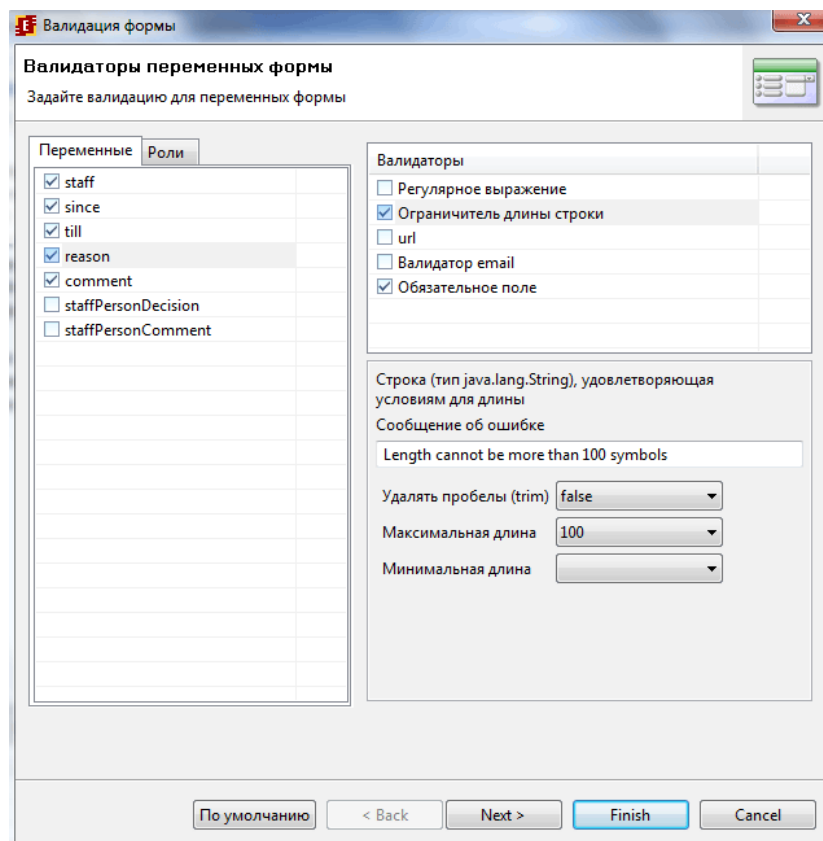 Валидация формы
Валидаторы переменных формы
Задайте валидацию для переменных формы
Переменные
Роли
staff
since
till
reason
comment
staffPersonDecision
staffPersonComment
Валидаторы
Регулярное выражение
Ограничитель длины строки
url
Валидатор email
Обязательное поле
Строка (тип java.lang.String), удовлетворяющая
условиям для длины
Сообщение об ошибке
Length cannot be more than 100 symbols
Удалять пробелы (trim) false
Максимальная длина 100
Минимальная длина
По умолчанию < Back Next > Finish Cancel